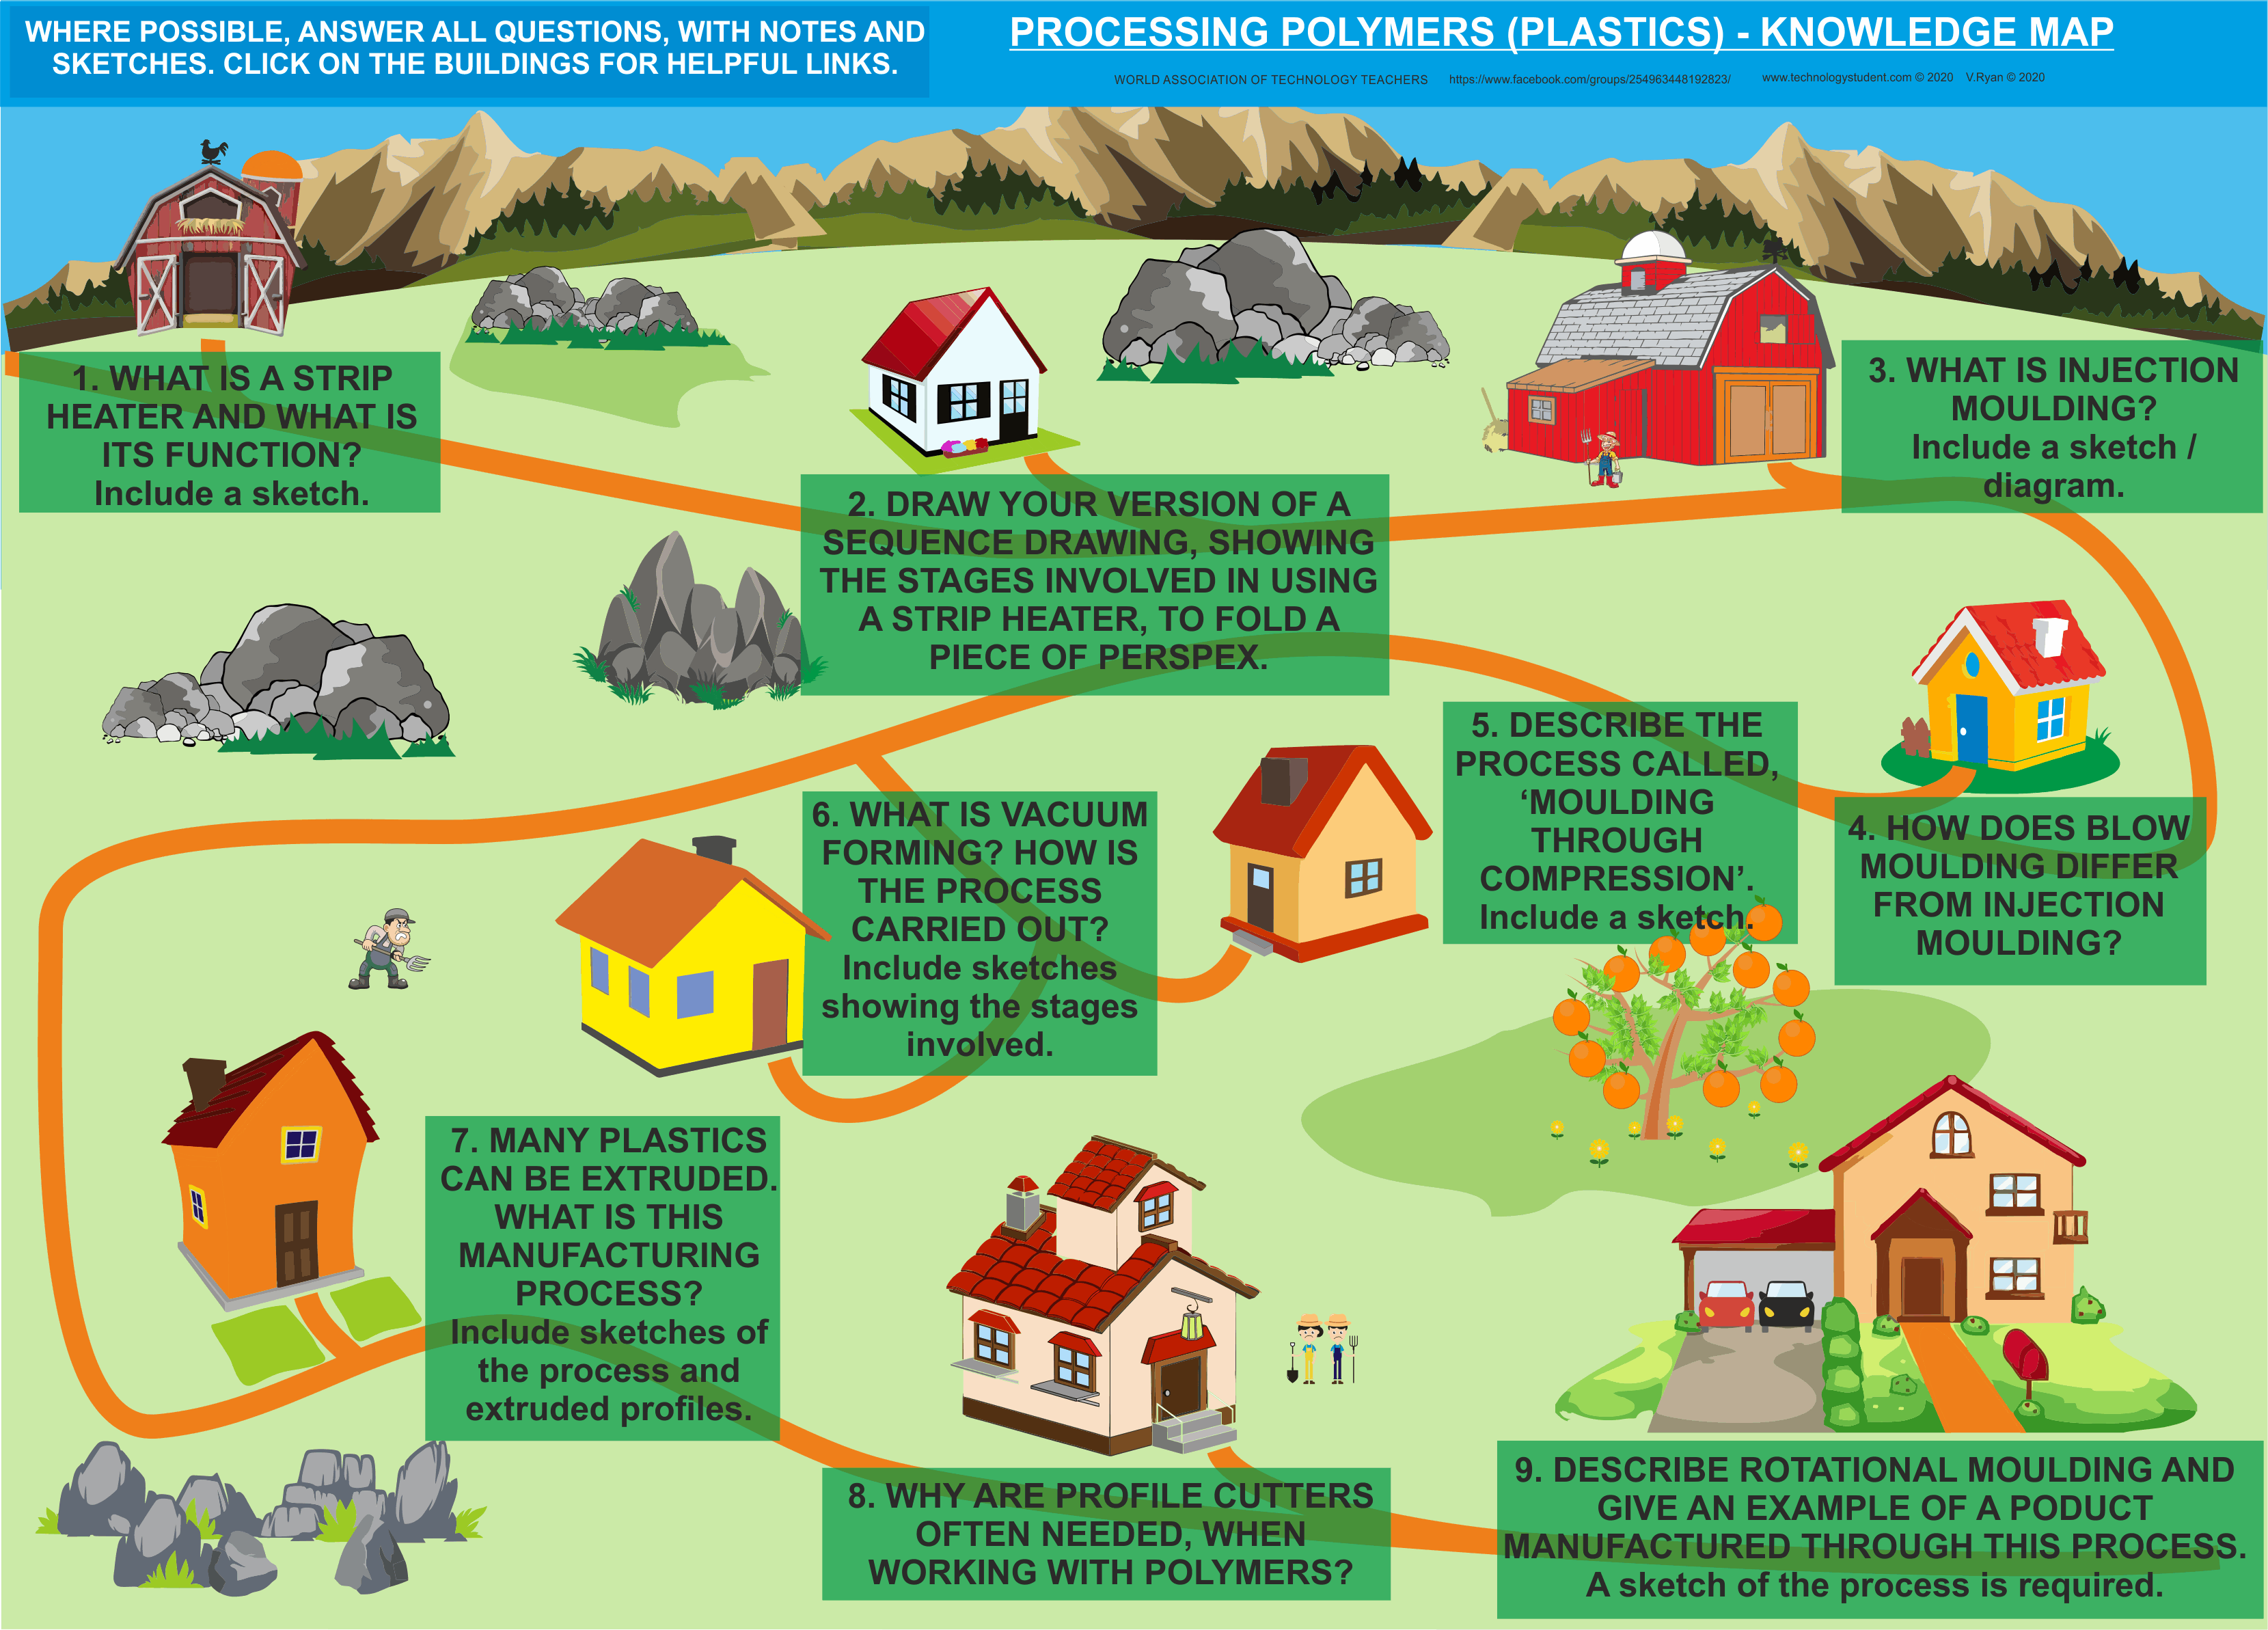 WHERE POSSIBLE, ANSWER ALL QUESTIONS, WITH NOTES AND
SKETCHES. CLICK ON THE BUILDINGS FOR HELPFUL LINKS.
PROCESSING POLYMERS (PLASTICS) - KNOWLEDGE MAP
WORLD ASSOCIATION OF TECHNOLOGY TEACHERS https://www.facebook.com/groups/254963448192823/ www.technologystudent.com © 2020 V.Ryan © 2020
1. WHAT IS A STRIP
HEATER AND WHAT IS
ITS FUNCTION?
Include a sketch.
2. DRAW YOUR VERSION OF A
SEQUENCE DRAWING, SHOWING
THE STAGES INVOLVED IN USING
A STRIP HEATER, TO FOLD A
PIECE OF PERSPEX.
3. WHAT IS INJECTION
MOULDING?
Include a sketch /
diagram.
4. HOW DOES BLOW
MOULDING DIFFER
FROM INJECTION
MOULDING?
5. DESCRIBE THE
PROCESS CALLED,
‘MOULDING
THROUGH
COMPRESSION’.
Include a sketch.
6. WHAT IS VACUUM
FORMING? HOW IS
THE PROCESS
CARRIED OUT?
Include sketches
showing the stages
involved.
7. MANY PLASTICS
CAN BE EXTRUDED.
WHAT IS THIS
MANUFACTURING
PROCESS?
Include sketches of
the process and
extruded profiles.
8. WHY ARE PROFILE CUTTERS
OFTEN NEEDED, WHEN
WORKING WITH POLYMERS?
9. DESCRIBE ROTATIONAL MOULDING AND
GIVE AN EXAMPLE OF A PODUCT
MANUFACTURED THROUGH THIS PROCESS.
A sketch of the process is required.